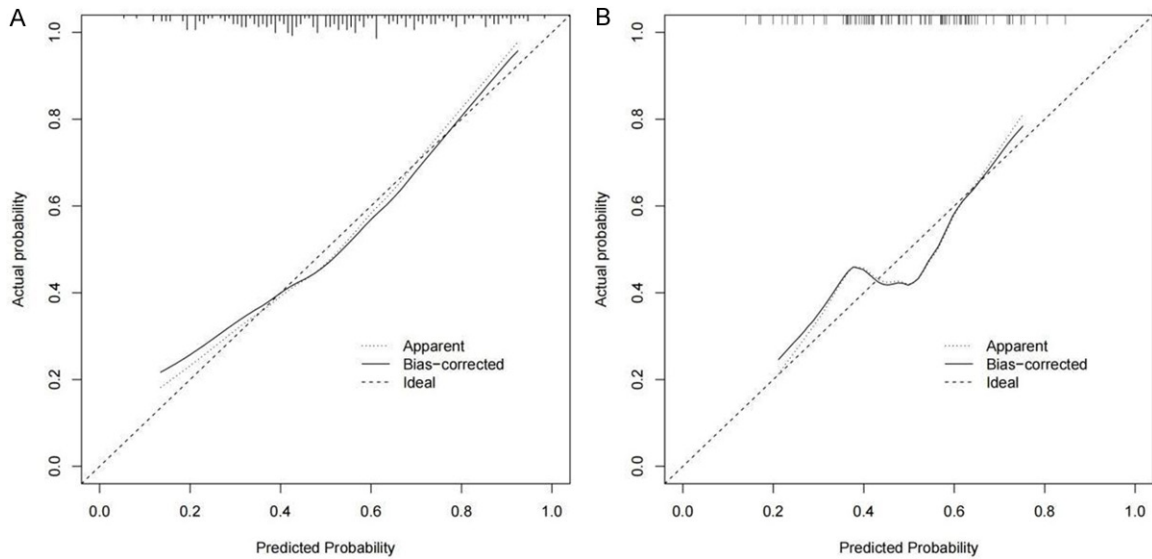 A
Actual probability
1.0
0.8
0.6
0.4
0.2
0.0
Apparent
Bias-corrected
Ideal
0.0 0.2 0.4 0.6 0.8 1.0
Predicted Probability
B
Actual probability
1.0
0.8
0.6
0.4
0.2
0.0
Apparent
Bias-corrected
Ideal
0.0 0.2 0.4 0.6 0.8 1.0
Predicted Probability